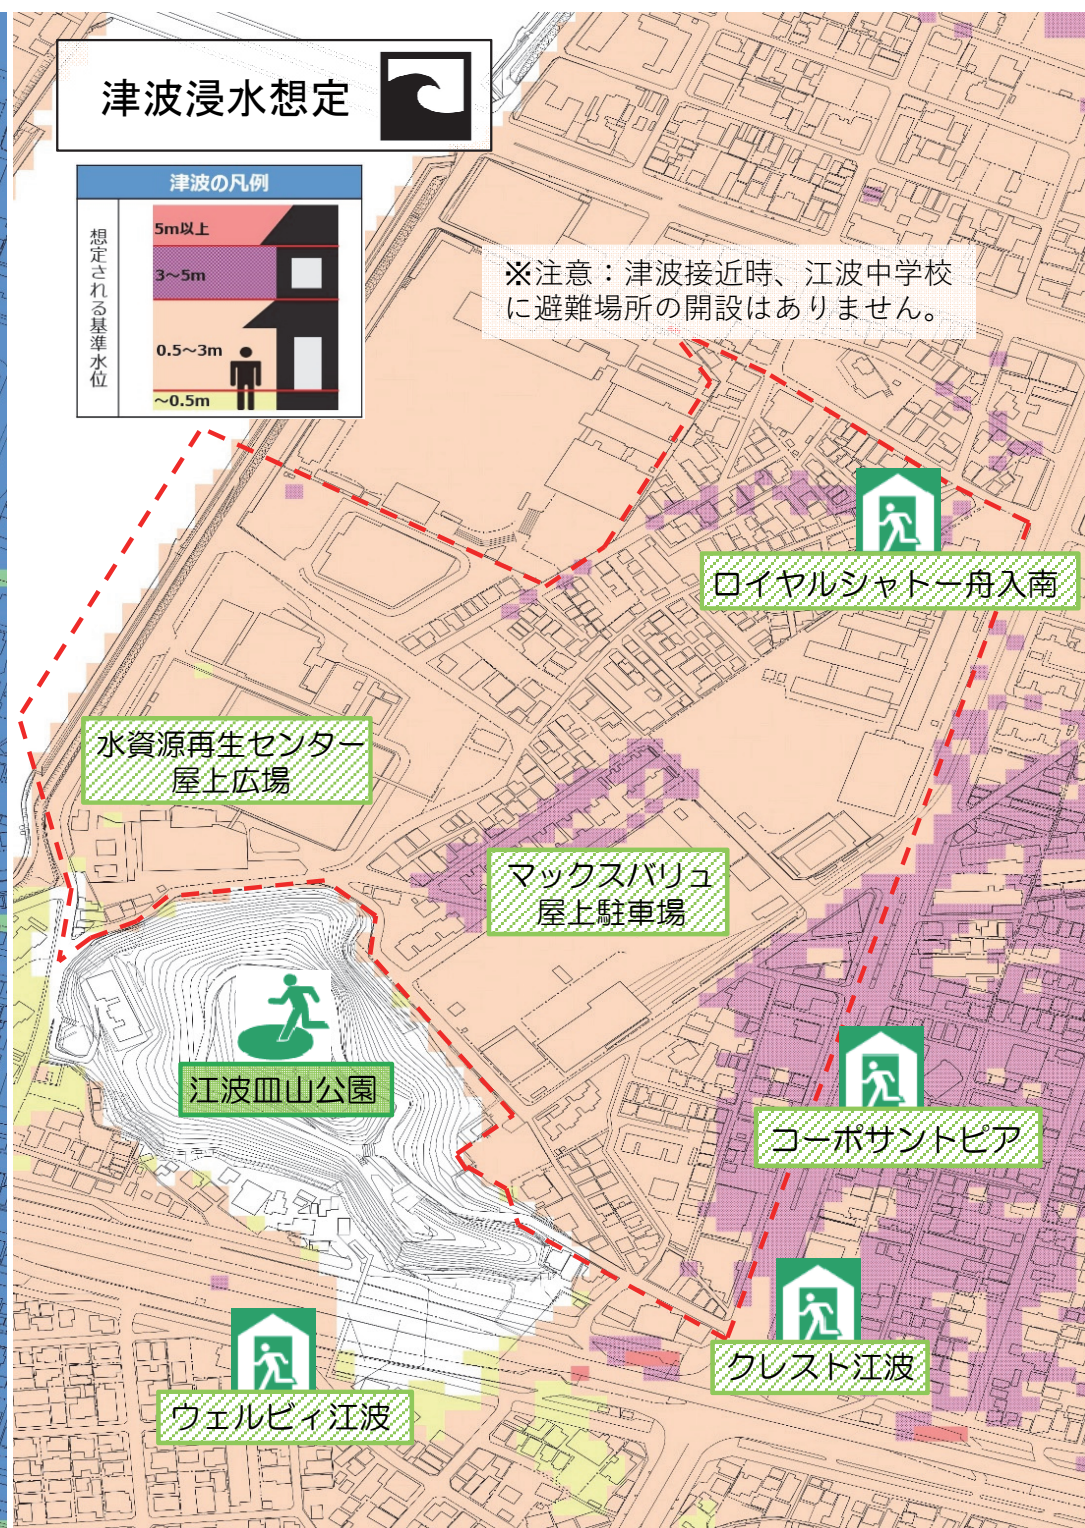 津波浸水想定
津波の凡例
想定される基準水位
5m以上
3～5m
0.5～3m
～0.5m
※注意：津波接近時、江波中学校
に避難場所の開設はありません。
ロイヤルシャトー舟入南
水資源再生センター
屋上広場
マックスバリュ
屋上駐車場
江波皿山公園
コーポサントピア
クレスト江波
ウェルビィ江波